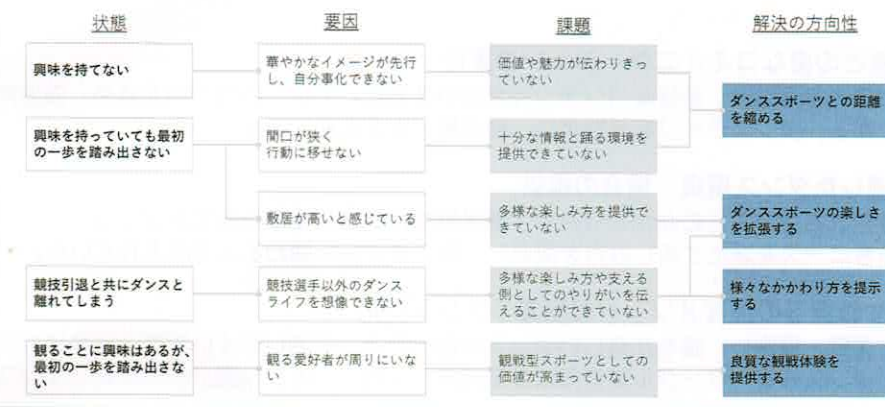 状態
要因
課題
解決の方向性
興味を持てない
華やかなイメージが先行
し、自分事化できない
価値や魅力が伝わりきっ
ていない
ダンススポーツとの距離
を縮める
興味を持っていても最初
の一歩を踏み出さない
間口が狭く
行動に移せない
十分な情報と踊る環境を
提供できていない
敷居が高いと感じている
多様な楽しみ方を提供で
きていない
ダンススポーツの楽しさ
を拡張する
競技引退と共にダンスと
離れてしまう
競技選手以外のダンス
ライフを想像できない
多様な楽しみ方や支える
側としてのやりがいを伝
えることができていない
様々なかかわり方を提示
する
観ることに興味はあるが、
最初の一歩を踏み出さな
い
観る愛好者が周りにいな
い
観戦型スポーツとしての
価値が高まっていない
良質な観戦体験を
提供する